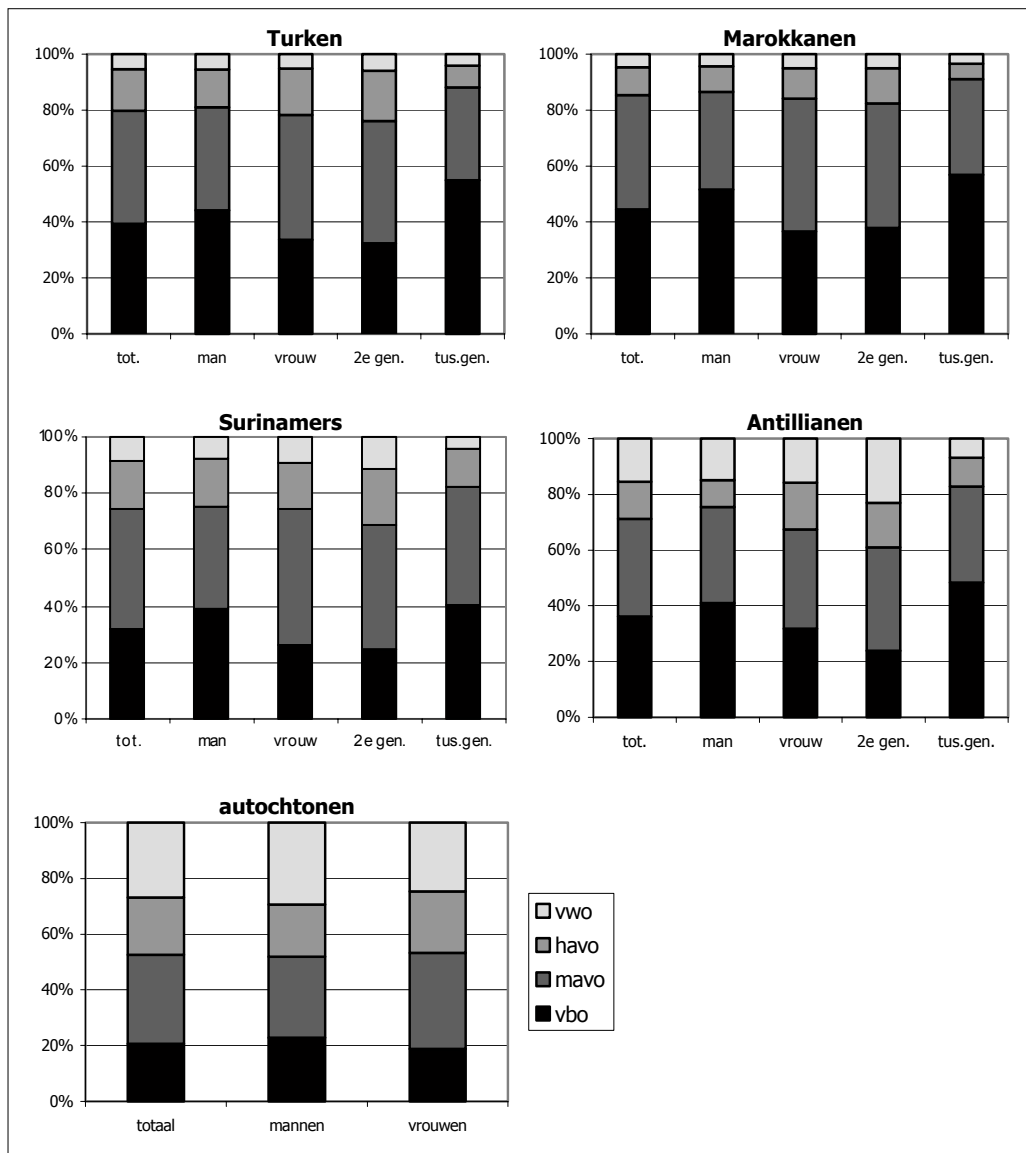 Turken
100%
80%
60%
40%
20%
0%
tot. man vrouw 2e gen. tus.gen.
Marokkanen
100%
80%
60%
40%
20%
0%
tot. man vrouw 2e gen. tus.gen.
Surinamers
100%
80%
60%
40%
20%
0%
tot. man vrouw 2e gen. tus.gen.
Antillianen
100%
80%
60%
40%
20%
0%
tot. man vrouw 2e gen. tus.gen.
autochtonen
100%
80%
60%
40%
20%
0%
totaal mannen vrouwen
vwo
havo
mavo
vbo